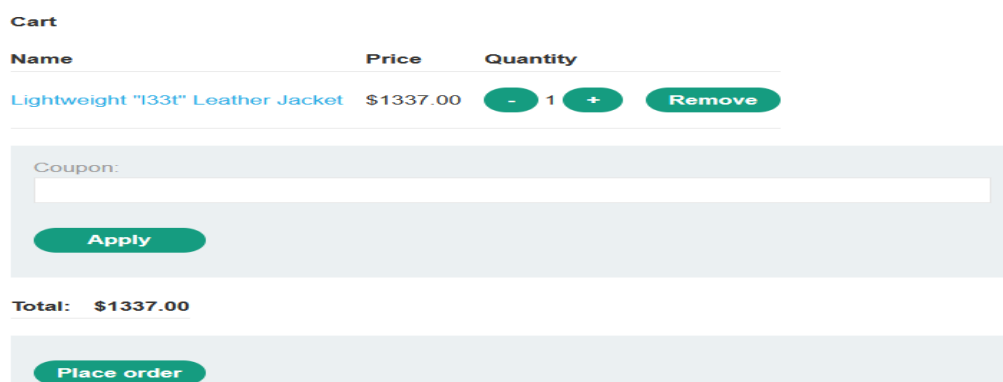 Cart
Name Price Quantity
Lightweight "l33t" Leather Jacket $1337.00 - 1 + Remove
Coupon:
Apply
Total: $1337.00
Place order